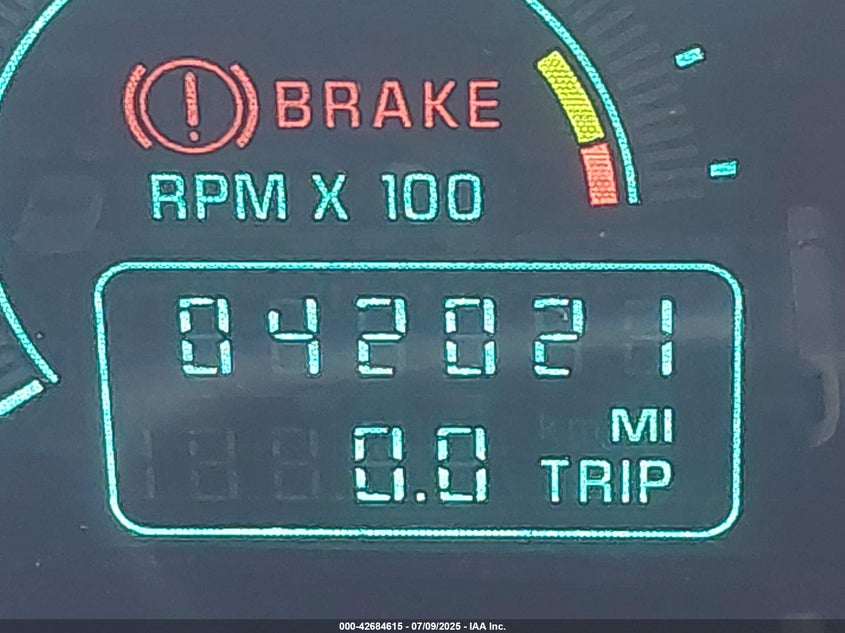 BRAKE
RPM X 100
042021
MI
0.0 TRIP
000-42684615 - 07/09/2025 - IAA Inc.